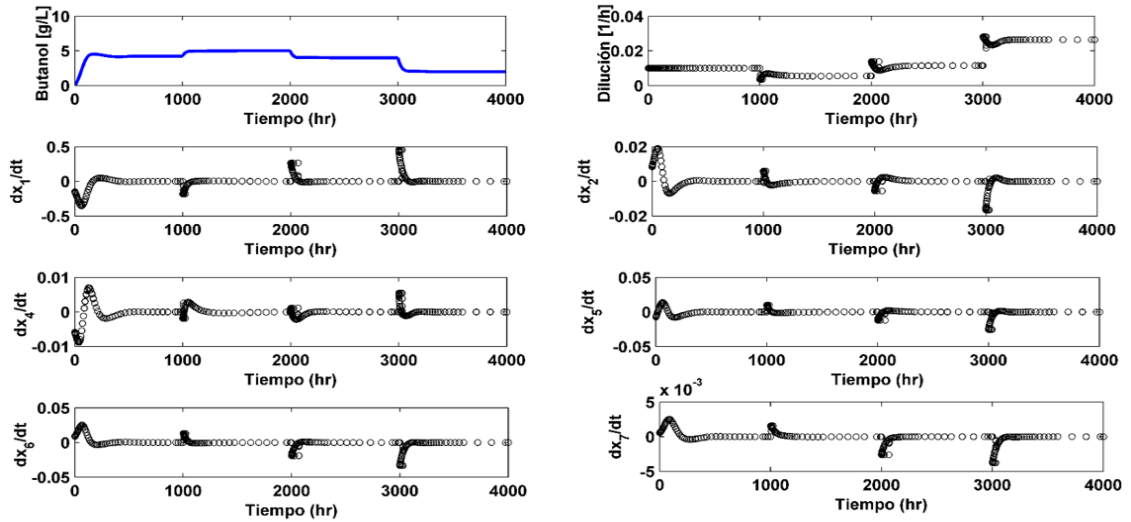 Butanol [g/L]
10
5
0
0 1000 2000 3000 4000
Tiempo (hr)
Dilución [1/h]
0.04
0.02
0
0 1000 2000 3000 4000
Tiempo (hr)
dx1/dt
0.5
0
-0.5
0 1000 2000 3000 4000
Tiempo (hr)
dx2/dt
0.02
0
-0.02
0 1000 2000 3000 4000
Tiempo (hr)
dx4/dt
0.01
0
-0.01
0 1000 2000 3000 4000
Tiempo (hr)
dx5/dt
0.05
0
-0.05
0 1000 2000 3000 4000
Tiempo (hr)
dx6/dt
0.05
0
-0.05
0 1000 2000 3000 4000
Tiempo (hr)
x 10^-3
dx7/dt
5
0
-5
0 1000 2000 3000 4000
Tiempo (hr)